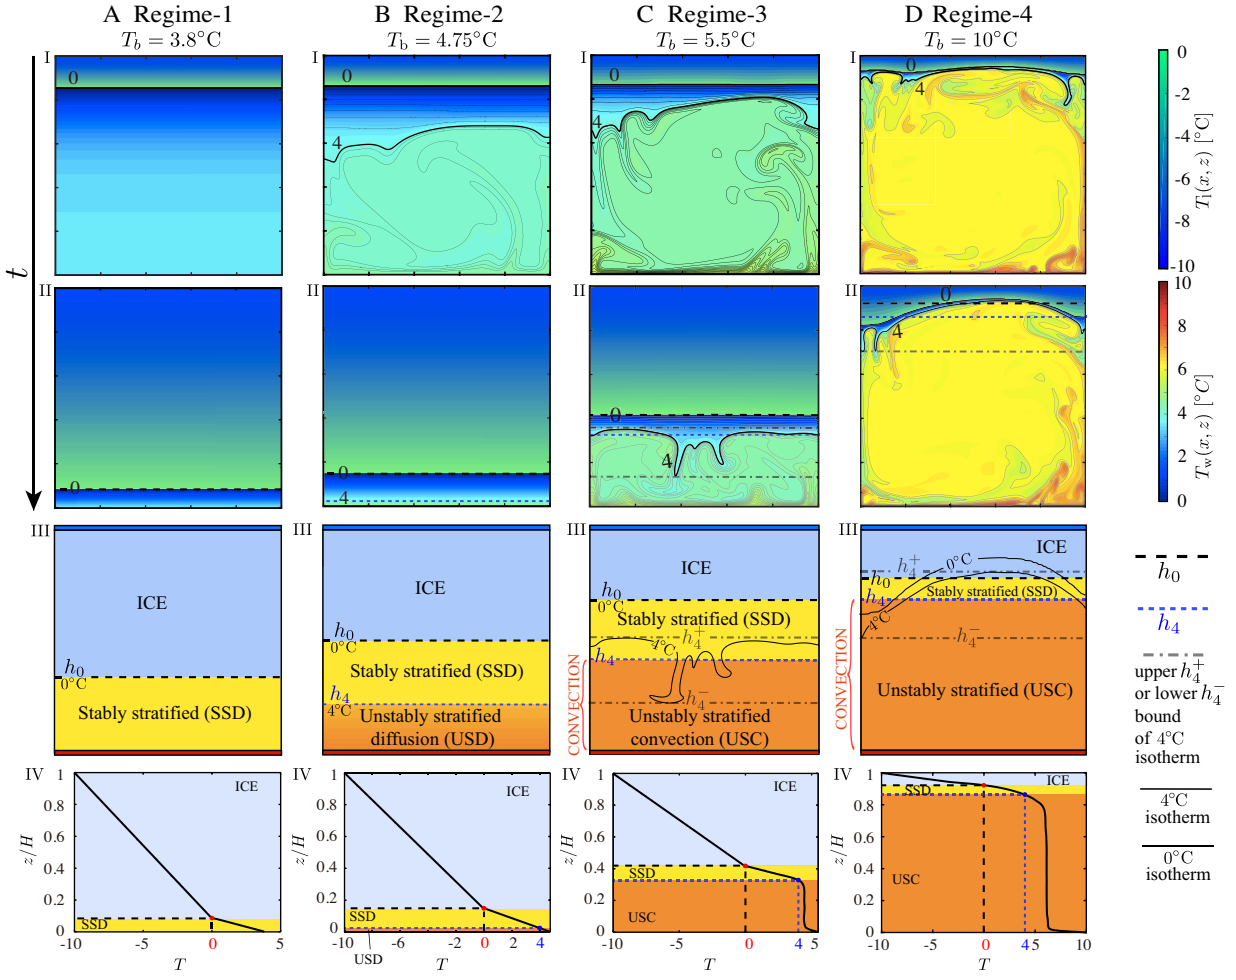 A Regime-1
T_b = 3.8°C
B Regime-2
T_b = 4.75°C
C Regime-3
T_b = 5.5°C
D Regime-4
T_b = 10°C
t
I
0
I
0
4
I
0
4
I
0
4
0
-2
-4
-6
-8
-10
T_I(x, z) [°C]
II
0
II
0
4
II
0
4
II
0
4
10
8
6
4
2
0
T_w(x, z) [°C]
III
ICE
h_0
0°C
Stably stratified (SSD)
III
ICE
h_0
0°C
Stably stratified (SSD)
h_4
4°C
Unstably stratified
diffusion (USD)
III
ICE
h_0
0°C
Stably stratified (SSD)
h_4^+
4°C
h_4
h_4^-
Unstably stratified
convection (USC)
CONVECTION
III
ICE
h_4^+
0°C
h_0
Stably stratified (SSD)
h_4
4°C
h_4^-
Unstably stratified (USC)
CONVECTION
h_0
h_4
upper h_4^+
or lower h_4^-
bound
of 4°C
isotherm
4°C
isotherm
0°C
isotherm
IV
1
0.8
0.6
0.4
0.2
0
z/H
ICE
SSD
-10
-5
0
5
T
IV
1
0.8
0.6
0.4
0.2
0
z/H
ICE
SSD
USD
-10
-6
-2
0
2
4
T
IV
1
0.8
0.6
0.4
0.2
0
z/H
ICE
SSD
USC
-10
-5
0
4
5
T
IV
1
0.8
0.6
0.4
0.2
0
z/H
ICE
SSD
USC
-10
-5
0
4
5
10
T